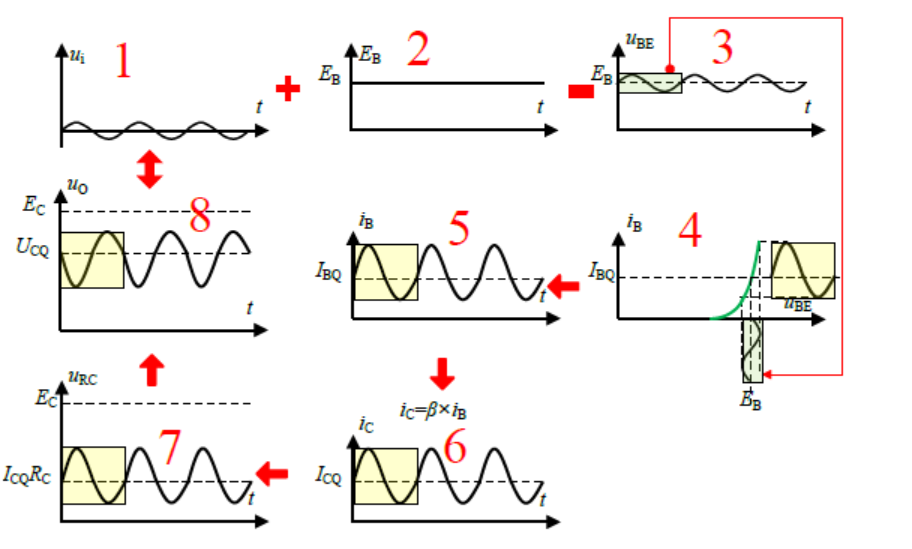 1
u_i
t
2
E_B
E_B
t
3
u_BE
E_B
t
8
u_O
E_C
U_CQ
t
5
i_B
I_BQ
t
4
i_B
I_BQ
u_BE
E_B
7
u_RC
E_C
I_CQR_C
t
i_C=β×i_B
6
i_C
I_CQ
t